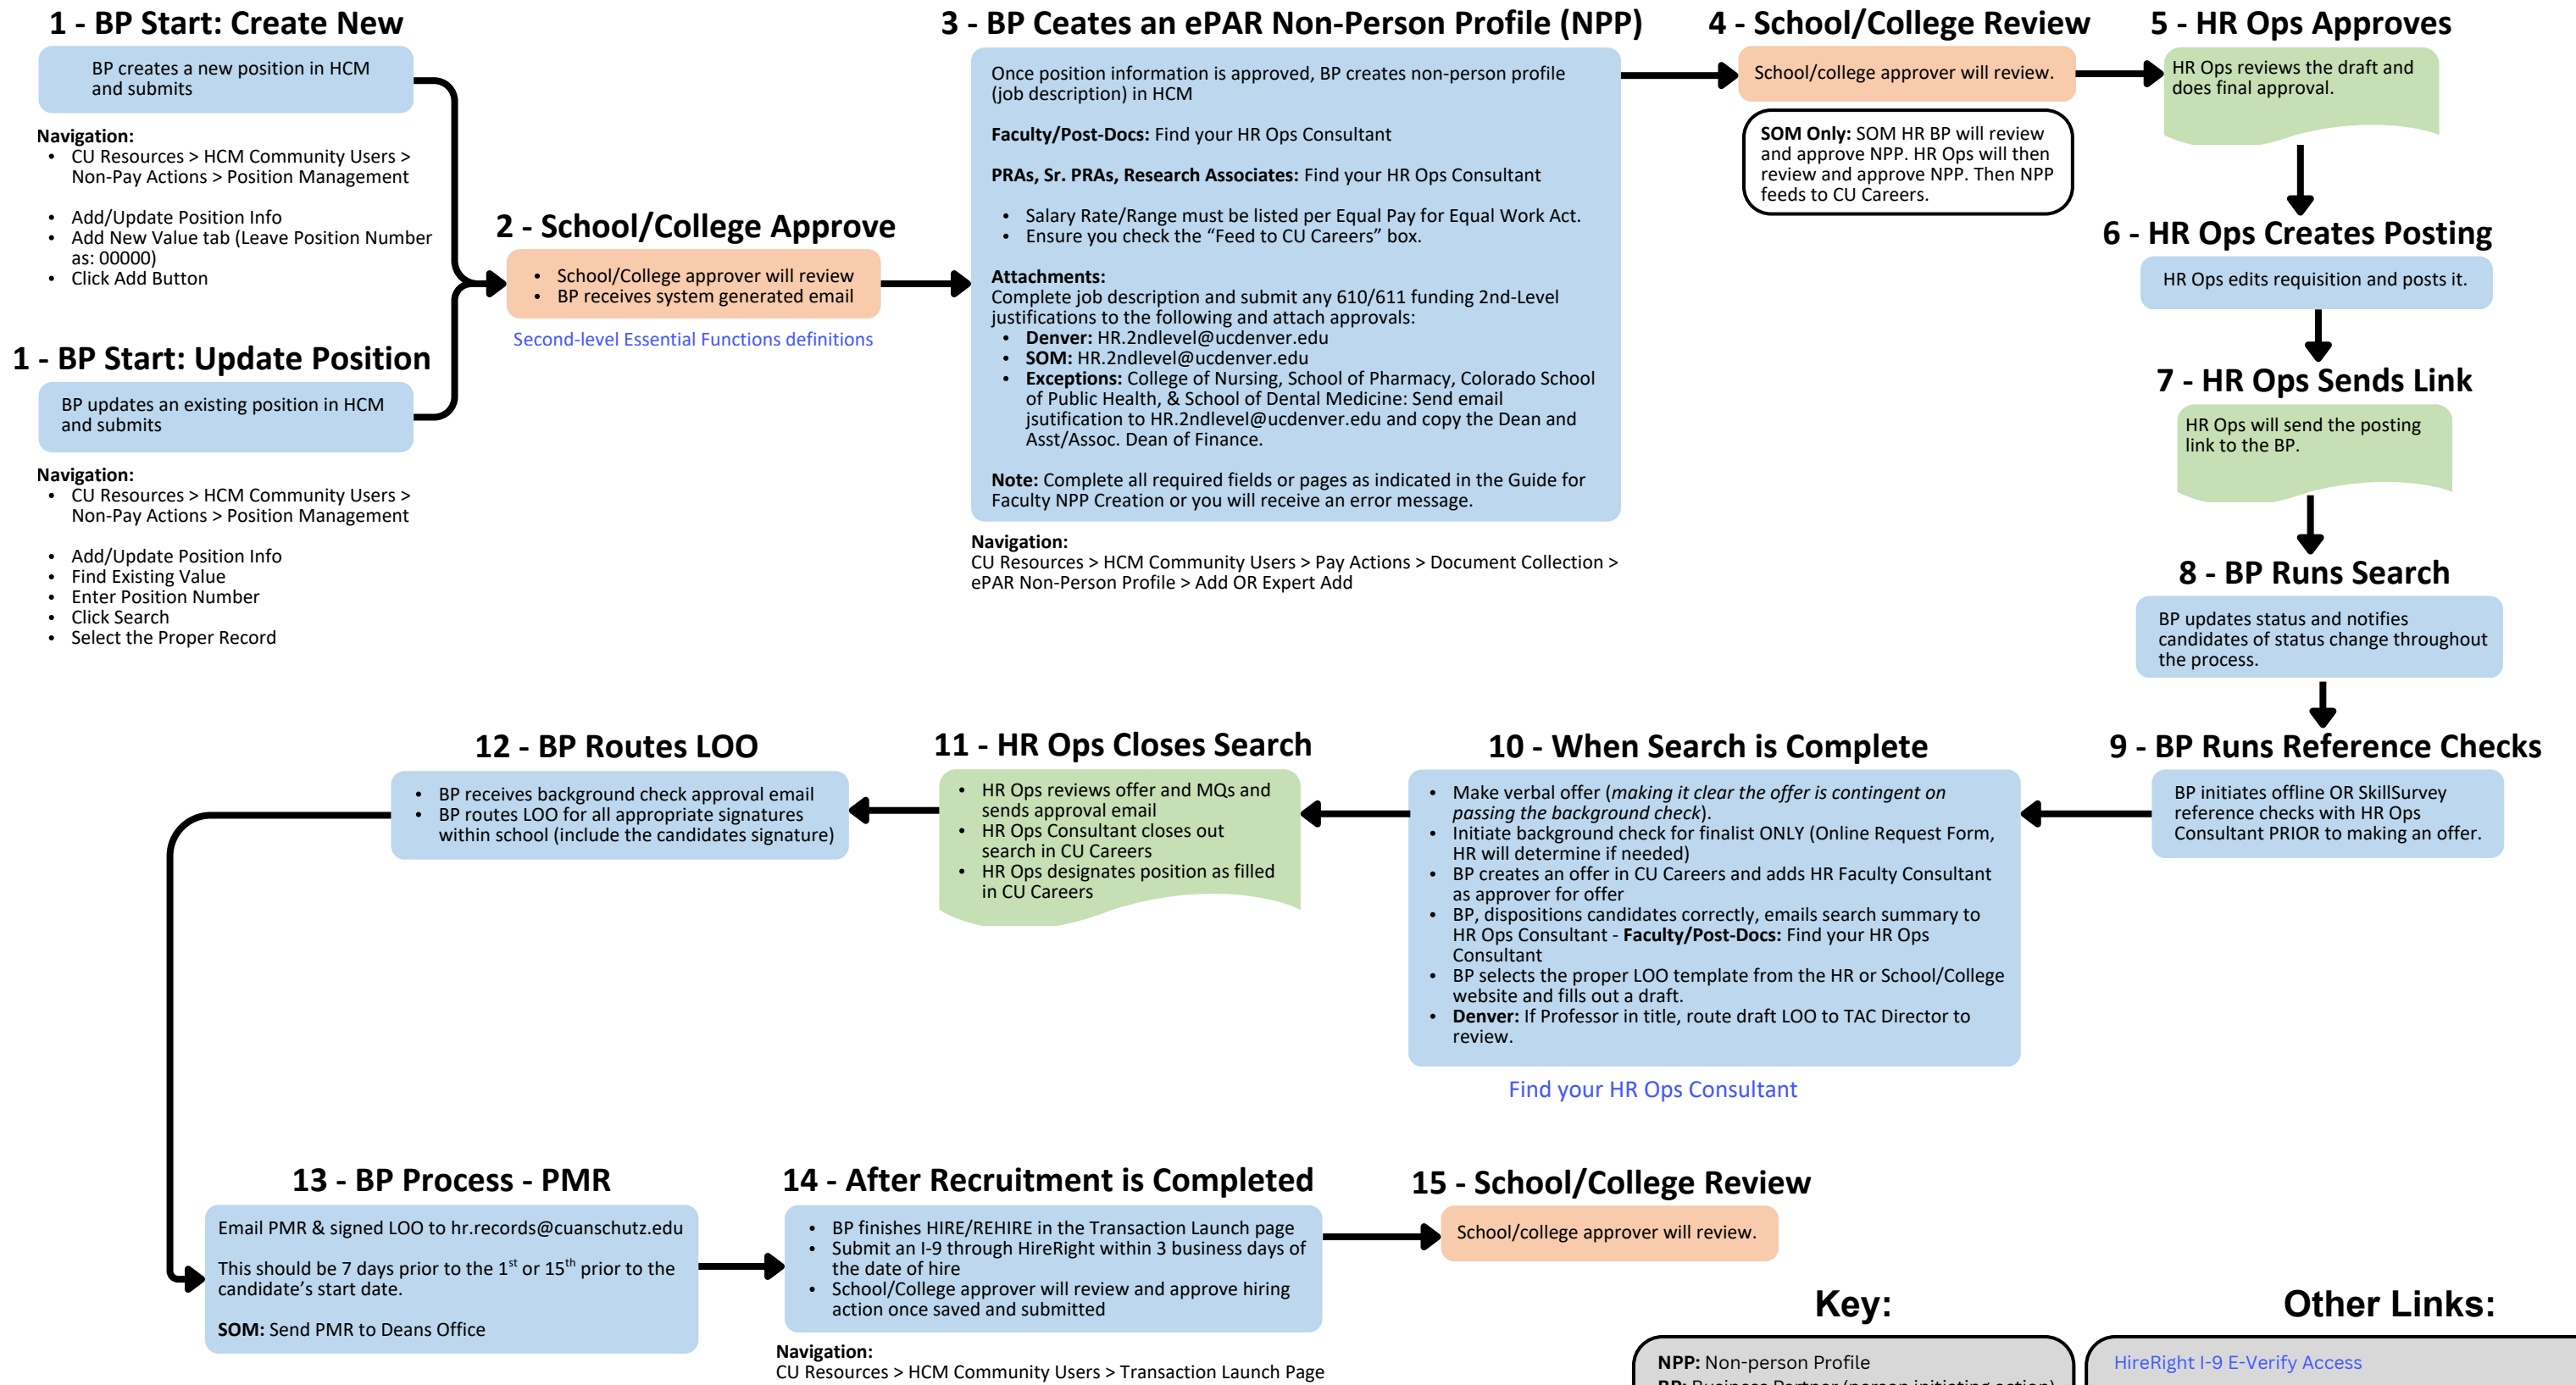 1 - BP Start: Create New
BP creates a new position in HCM
and submits
Navigation:
• CU Resources > HCM Community Users >
Non-Pay Actions > Position Management
• Add/Update Position Info
• Add New Value tab (Leave Position Number
as: 00000)
• Click Add Button
1 - BP Start: Update Position
BP updates an existing position in HCM
and submits
Navigation:
• CU Resources > HCM Community Users >
Non-Pay Actions > Position Management
• Add/Update Position Info
• Find Existing Value
• Enter Position Number
• Click Search
• Select the Proper Record
2 - School/College Approve
• School/College approver will review
• BP receives system generated email
Second-level Essential Functions definitions
3 - BP Ceates an ePAR Non-Person Profile (NPP)
Once position information is approved, BP creates non-person profile
(job description) in HCM
Faculty/Post-Docs: Find your HR Ops Consultant
PRAs, Sr. PRAs, Research Associates: Find your HR Ops Consultant
• Salary Rate/Range must be listed per Equal Pay for Equal Work Act.
• Ensure you check the “Feed to CU Careers” box.
Attachments:
Complete job description and submit any 610/611 funding 2nd-Level
justifications to the following and attach approvals:
• Denver: HR.2ndlevel@ucdenver.edu
• SOM: HR.2ndlevel@ucdenver.edu
• Exceptions: College of Nursing, School of Pharmacy, Colorado School
of Public Health, & School of Dental Medicine: Send email
jsutification to HR.2ndlevel@ucdenver.edu and copy the Dean and
Asst/Assoc. Dean of Finance.
Note: Complete all required fields or pages as indicated in the Guide for
Faculty NPP Creation or you will receive an error message.
Navigation:
CU Resources > HCM Community Users > Pay Actions > Document Collection >
ePAR Non-Person Profile > Add OR Expert Add
4 - School/College Review
School/college approver will review.
SOM Only: SOM HR BP will review
and approve NPP. HR Ops will then
review and approve NPP. Then NPP
feeds to CU Careers.
5 - HR Ops Approves
HR Ops reviews the draft and
does final approval.
6 - HR Ops Creates Posting
HR Ops edits requisition and posts it.
7 - HR Ops Sends Link
HR Ops will send the posting
link to the BP.
8 - BP Runs Search
BP updates status and notifies
candidates of status change throughout
the process.
9 - BP Runs Reference Checks
BP initiates offline OR SkillSurvey
reference checks with HR Ops
Consultant PRIOR to making an offer.
10 - When Search is Complete
• Make verbal offer (making it clear the offer is contingent on
passing the background check).
• Initiate background check for finalist ONLY (Online Request Form,
HR will determine if needed)
• BP creates an offer in CU Careers and adds HR Faculty Consultant
as approver for offer
• BP, dispositions candidates correctly, emails search summary to
HR Ops Consultant - Faculty/Post-Docs: Find your HR Ops
Consultant
• BP selects the proper LOO template from the HR or School/College
website and fills out a draft.
• Denver: If Professor in title, route draft LOO to TAC Director to
review.
Find your HR Ops Consultant
11 - HR Ops Closes Search
• HR Ops reviews offer and MQs and
sends approval email
• HR Ops Consultant closes out
search in CU Careers
• HR Ops designates position as filled
in CU Careers
12 - BP Routes LOO
• BP receives background check approval email
• BP routes LOO for all appropriate signatures
within school (include the candidates signature)
13 - BP Process - PMR
Email PMR & signed LOO to hr.records@cuanschutz.edu
This should be 7 days prior to the 1st or 15th prior to the
candidate’s start date.
SOM: Send PMR to Deans Office
14 - After Recruitment is Completed
• BP finishes HIRE/REHIRE in the Transaction Launch page
• Submit an I-9 through HireRight within 3 business days of
the date of hire
• School/College approver will review and approve hiring
action once saved and submitted
Navigation:
CU Resources > HCM Community Users > Transaction Launch Page
15 - School/College Review
School/college approver will review.
Key:
NPP: Non-person Profile
BP: Business Partner (person initiating action)
Other Links:
HireRight I-9 E-Verify Access